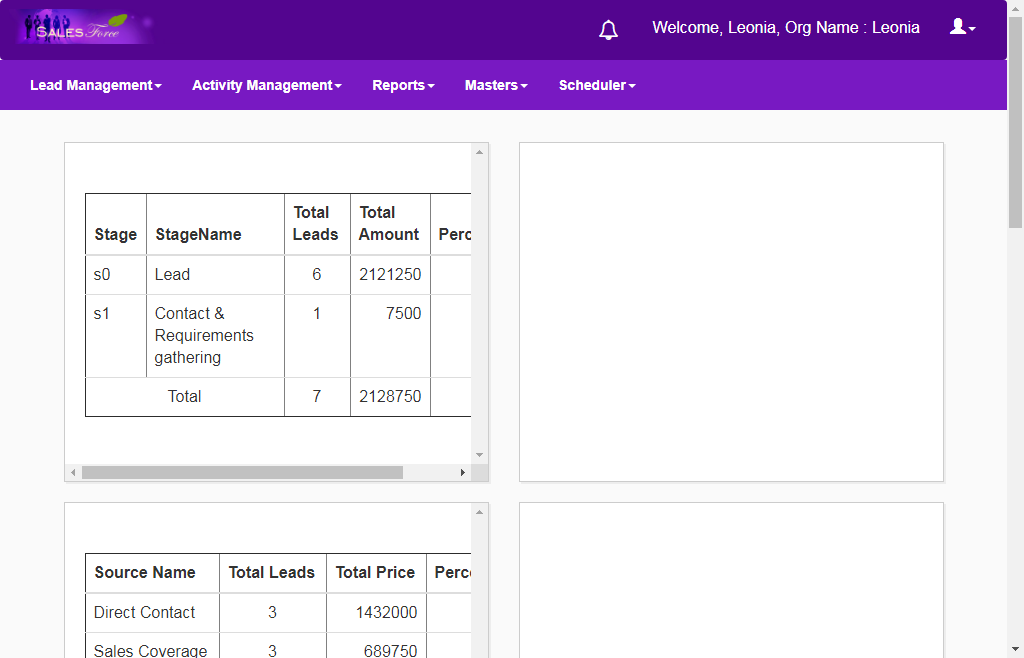 SALES Force
Welcome, Leonia, Org Name : Leonia
Lead Management Activity Management Reports Masters Scheduler
Stage StageName Total Leads Total Amount Perc
s0 Lead 6 2121250
s1 Contact & Requirements gathering 1 7500
Total 7 2128750
Source Name Total Leads Total Price Perce
Direct Contact 3 1432000
Sales Coverage 3 689750